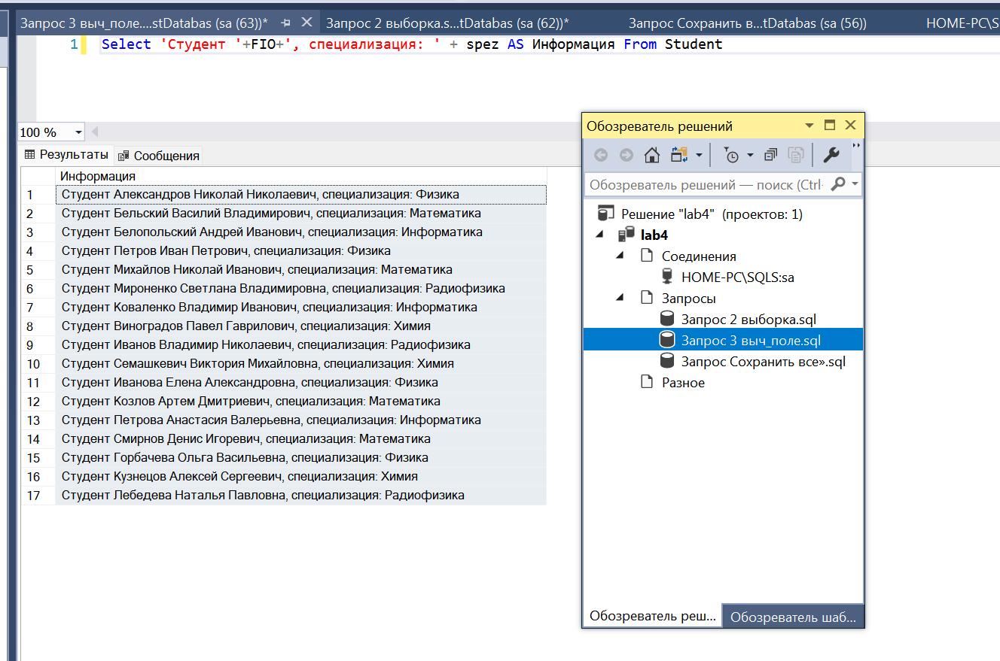 Запрос 3 выч_поле....stDatabas (sa (63))* Запрос 2 выборка.s...tDatabas (sa (62))* Запрос Сохранить в...tDatabas (sa (56)) HOME-PC\S
1 Select 'Студент '+FIO+', специализация: ' + spez AS Информация From Student
100 %
Результаты Сообщения
Информация
1 Студент Александров Николай Николаевич, специализация: Физика
2 Студент Бельский Василий Владимирович, специализация: Математика
3 Студент Белопольский Андрей Иванович, специализация: Информатика
4 Студент Петров Иван Петрович, специализация: Физика
5 Студент Михайлов Николай Иванович, специализация: Математика
6 Студент Мироненко Светлана Владимировна, специализация: Радиофизика
7 Студент Коваленко Владимир Иванович, специализация: Информатика
8 Студент Виноградов Павел Гаврилович, специализация: Химия
9 Студент Иванов Владимир Николаевич, специализация: Радиофизика
10 Студент Семашкевич Виктория Михайловна, специализация: Химия
11 Студент Иванова Елена Александровна, специализация: Физика
12 Студент Козлов Артем Дмитриевич, специализация: Математика
13 Студент Петрова Анастасия Валерьевна, специализация: Информатика
14 Студент Смирнов Денис Игоревич, специализация: Математика
15 Студент Горбачева Ольга Васильевна, специализация: Физика
16 Студент Кузнецов Алексей Сергеевич, специализация: Химия
17 Студент Лебедева Наталья Павловна, специализация: Радиофизика
Обозреватель решений
Обозреватель решений — поиск (Ctrl
Решение "lab4" (проектов: 1)
lab4
Соединения
HOME-PC\SQLS:sa
Запросы
Запрос 2 выборка.sql
Запрос 3 выч_поле.sql
Запрос Сохранить все».sql
Разное
Обозреватель реш... Обозреватель шаб...